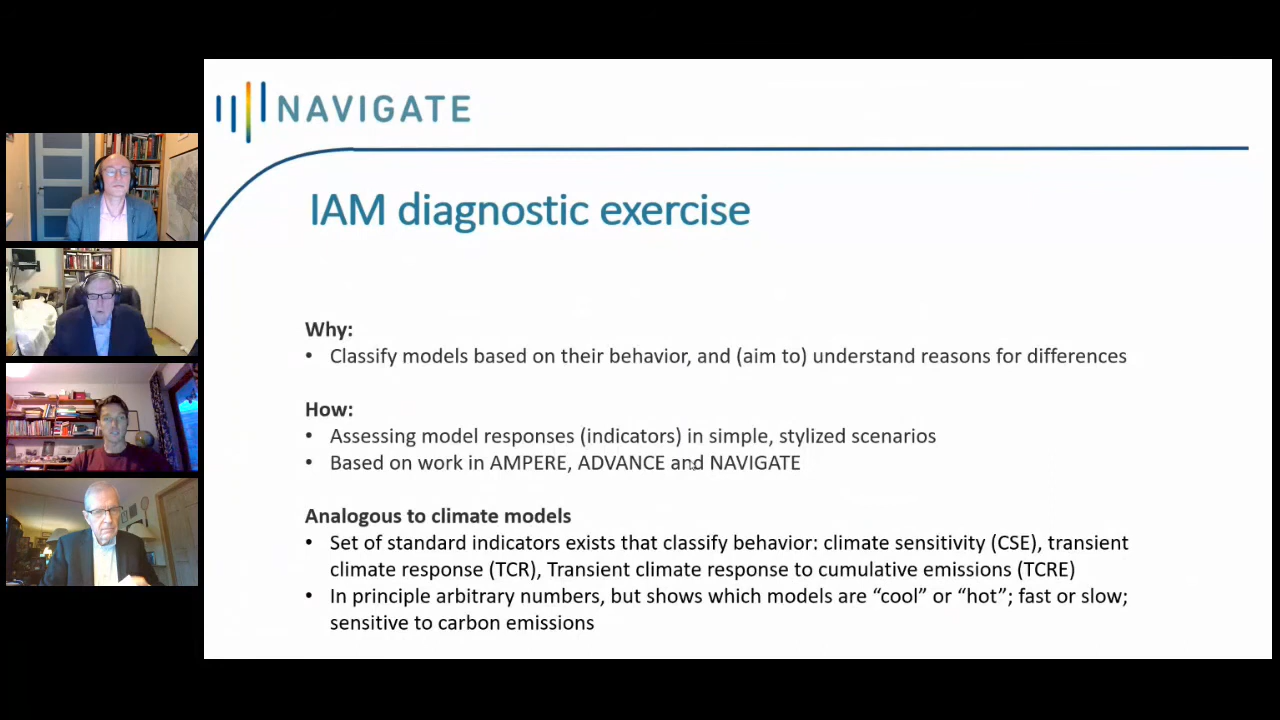 NAVIGATE
IAM diagnostic exercise
Why:
• Classify models based on their behavior, and (aim to) understand reasons for differences
How:
• Assessing model responses (indicators) in simple, stylized scenarios
• Based on work in AMPERE, ADVANCE and NAVIGATE
Analogous to climate models
• Set of standard indicators exists that classify behavior: climate sensitivity (CSE), transient
climate response (TCR), Transient climate response to cumulative emissions (TCRE)
• In principle arbitrary numbers, but shows which models are “cool” or “hot”; fast or slow;
sensitive to carbon emissions